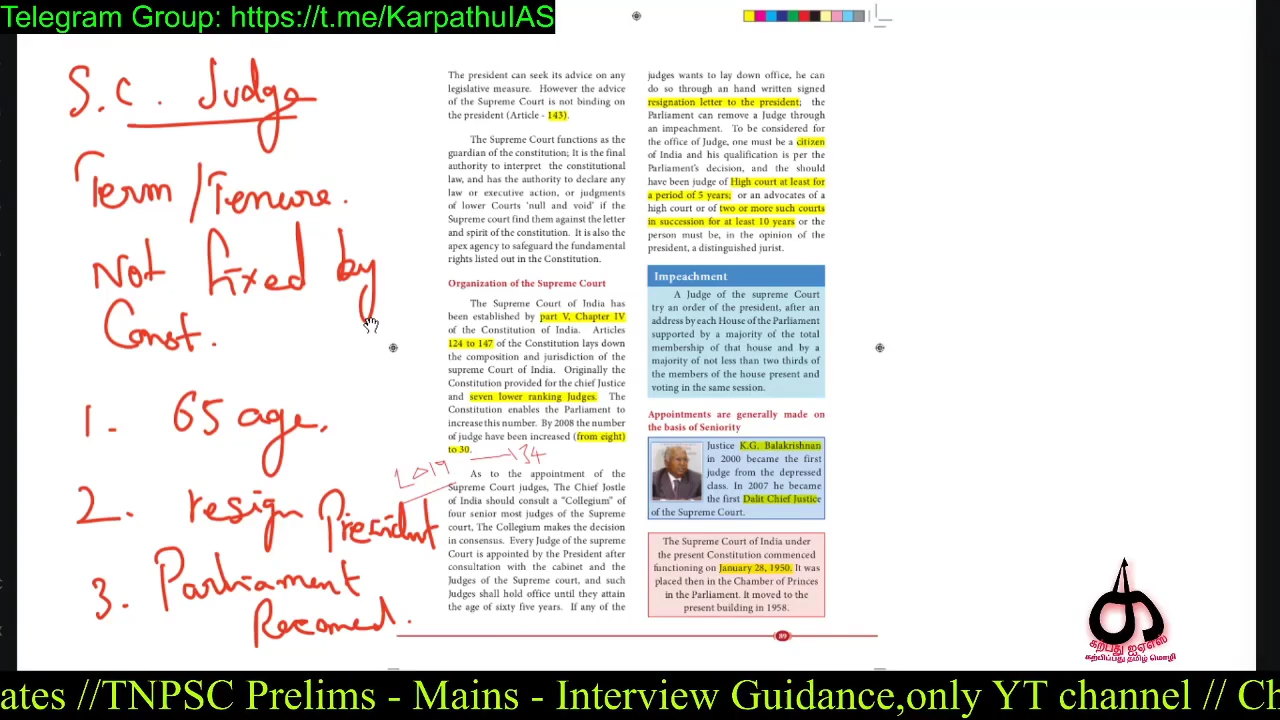 Telegram Group: https://t.me/KarpathuIAS
S.C. Judge
Term / Tenure.
Not fixed by
Const.
1. 65 age.
2. resign President
3. Parliament
Recomed.
The president can seek its advice on any
legislative measure. However the advice
of the Supreme Court is not binding on
the president (Article - 143).
The Supreme Court functions as the
guardian of the constitution; It is the final
authority to interpret the constitutional
law, and has the authority to declare any
law or executive action, or judgments
of lower Courts ‘null and void’ if the
Supreme court find them against the letter
and spirit of the constitution. It is also the
apex agency to safeguard the fundamental
rights listed out in the Constitution.
Organization of the Supreme Court
The Supreme Court of India has
been established by part V, Chapter IV
of the Constitution of India. Articles
124 to 147 of the Constitution lays down
the composition and jurisdiction of the
supreme Court of India. Originally the
Constitution provided for the chief Justice
and seven lower ranking Judges. The
Constitution enables the Parliament to
increase this number. By 2008 the number
of judge have been increased (from eight)
to 30.
2019 — 34
As to the appointment of the
Supreme Court judges, The Chief Jostle
of India should consult a “Collegium” of
four senior most judges of the Supreme
court, The Collegium makes the decision
in consensus. Every Judge of the supreme
Court is appointed by the President after
consultation with the cabinet and the
Judges of the Supreme court, and such
Judges shall hold office until they attain
the age of sixty five years. If any of the
judges wants to lay down office, he can
do so through an hand written signed
resignation letter to the president; the
Parliament can remove a Judge through
an impeachment. To be considered for
the office of Judge, one must be a citizen
of India and his qualification is per the
Parliament’s decision, and the should
have been judge of High court at least for
a period of 5 years; or an advocates of a
high court or of two or more such courts
in succession for at least 10 years or the
person must be, in the opinion of the
president, a distinguished jurist.
Impeachment
A Judge of the supreme Court
try an order of the president, after an
address by each House of the Parliament
supported by a majority of the total
membership of that house and by a
majority of not less than two thirds of
the members of the house present and
voting in the same session.
Appointments are generally made on
the basis of Seniority
Justice K.G. Balakrishnan
in 2000 became the first
judge from the depressed
class. In 2007 he became
the first Dalit Chief Justice
of the Supreme Court.
The Supreme Court of India under
the present Constitution commenced
functioning on January 28, 1950. It was
placed then in the Chamber of Princes
in the Parliament. It moved to the
present building in 1958.
89
கற்பது ஐஏஎஸ்
கற்பிப்பது தமிழ் மொழி
ates //TNPSC Prelims - Mains - Interview Guidance,only YT channel // Ch